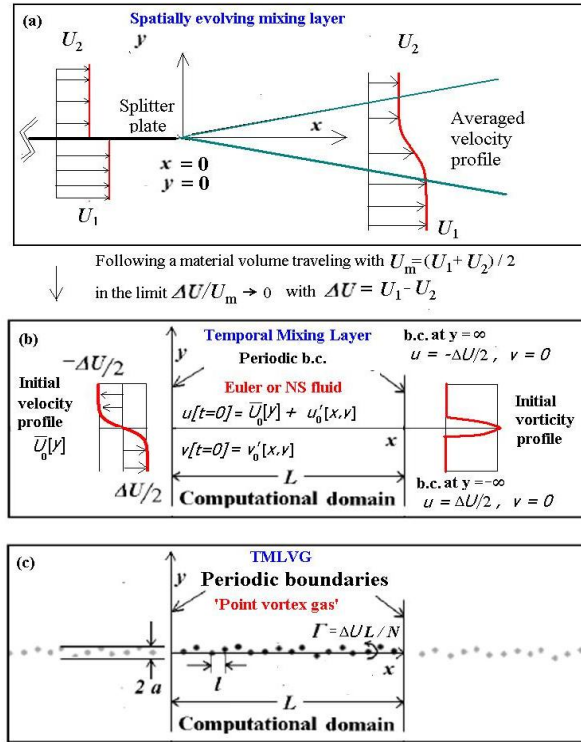 (a)
Spatially evolving mixing layer
U₂
y
U₂
Splitter plate
x
Averaged velocity profile
x = 0
y = 0
U₁
U₁
Following a material volume traveling with Uₘ=(U₁+ U₂) / 2
in the limit ΔU/Uₘ → 0 with ΔU = U₁- U₂
(b)
Temporal Mixing Layer
Periodic b.c.
b.c. at y = ∞
u = -ΔU/2 , v = 0
y
-ΔU/2
Initial velocity profile
Ū₀[y]
Euler or NS fluid
u[t=0] = Ū₀[y] + u₀′[x,y]
v[t=0] = v₀′[x,y]
x
Initial vorticity profile
ΔU/2
L
Computational domain
b.c. at y = -∞
u = ΔU/2 , v = 0
(c)
TMLVG
y
Periodic boundaries
'Point vortex gas'
Γ = ΔU L / N
x
2 a
l
L
Computational domain